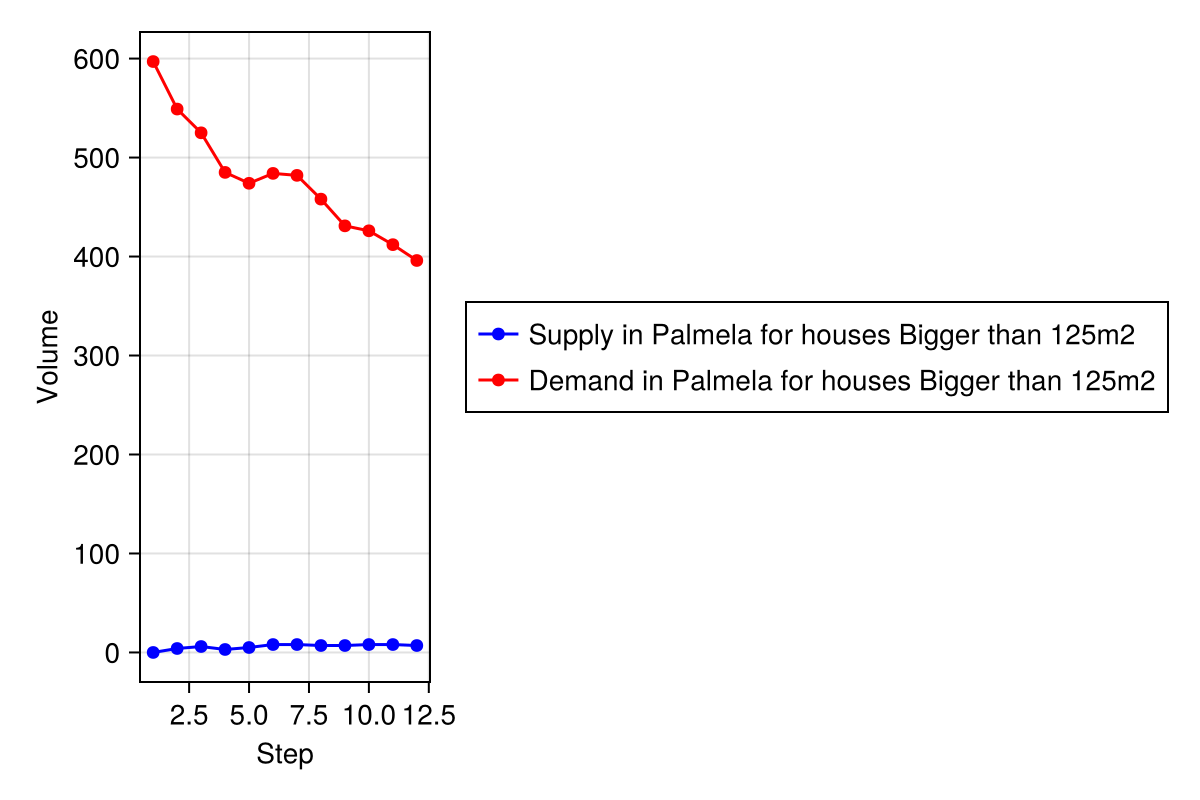 600
500
400
300
200
100
0
Volume
2.5 5.0 7.5 10.0 12.5
Step
Supply in Palmela for houses Bigger than 125m2
Demand in Palmela for houses Bigger than 125m2